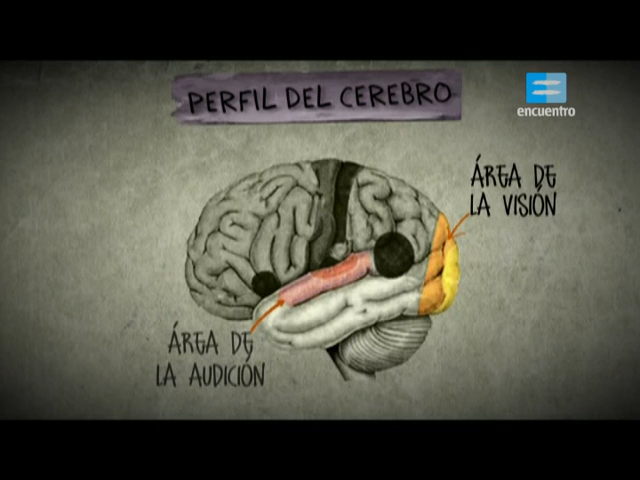 PERFIL DEL CEREBRO
encuentro
ÁREA DE
LA VISIÓN
ÁREA DE
LA AUDICIÓN